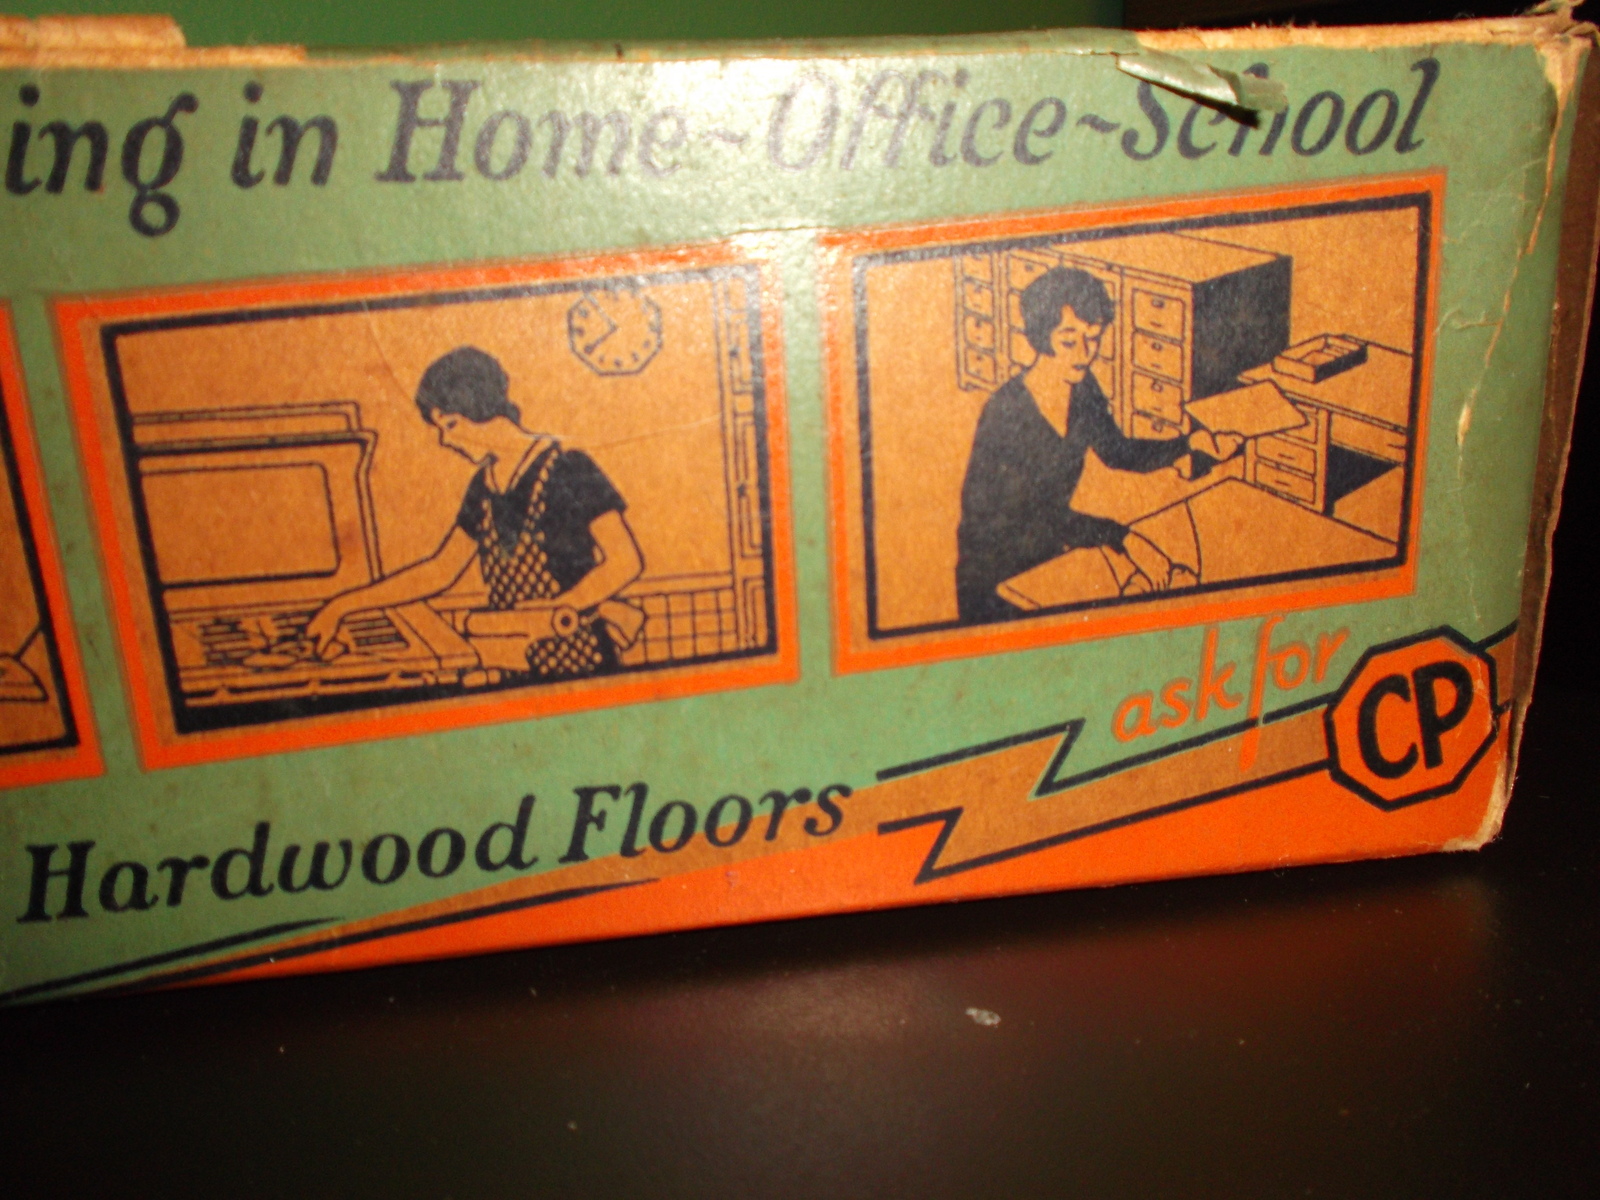 ing in Home~Office~School
ask for CP
Hardwood Floors